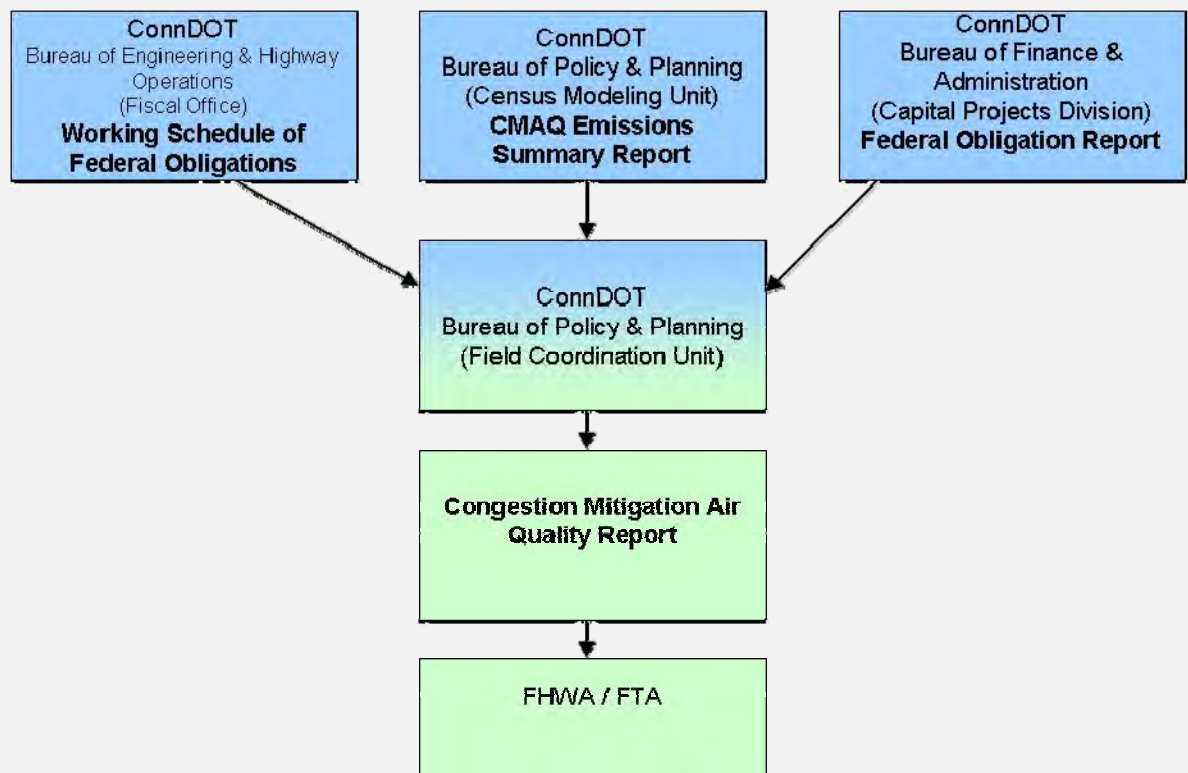 ConnDOT
Bureau of Engineering & Highway
Operations
(Fiscal Office)
Working Schedule of
Federal Obligations
ConnDOT
Bureau of Policy & Planning
(Census Modeling Unit)
CMAQ Emissions
Summary Report
ConnDOT
Bureau of Finance &
Administration
(Capital Projects Division)
Federal Obligation Report
ConnDOT
Bureau of Policy & Planning
(Field Coordination Unit)
Congestion Mitigation Air
Quality Report
FHWA / FTA